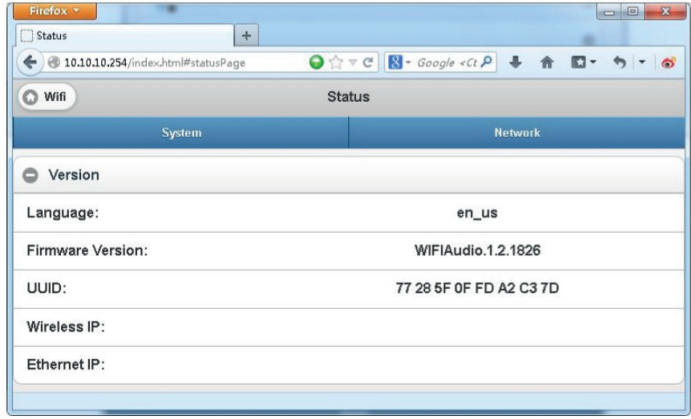 Firefox
Status
10.10.10.254/index.html#statusPage
Google <Ct
Wifi
Status
System
Network
Version
Language:
en_us
Firmware Version:
WIFIAudio.1.2.1826
UUID:
77 28 5F 0F FD A2 C3 7D
Wireless IP:
Ethernet IP: